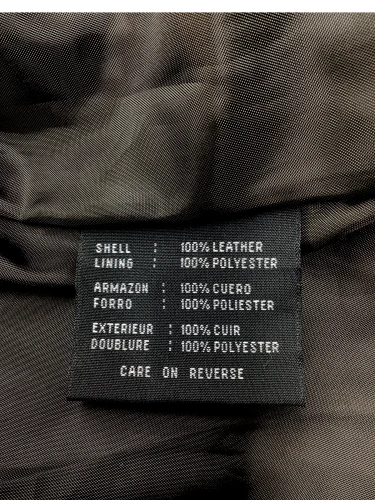 SHELL : 100% LEATHER
LINING : 100% POLYESTER
ARMAZON : 100% CUERO
FORRO : 100% POLIESTER
EXTERIEUR : 100% CUIR
DOUBLURE : 100% POLYESTER
CARE ON REVERSE